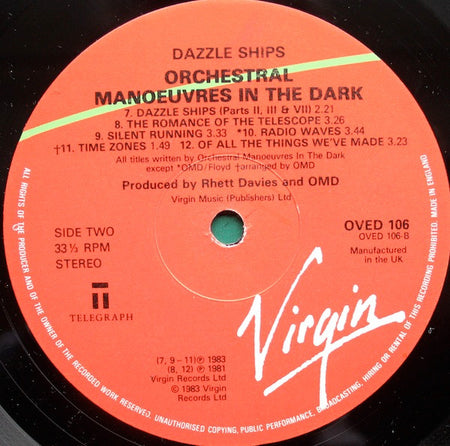 DAZZLE SHIPS
ORCHESTRAL
MANOEUVRES IN THE DARK
7. DAZZLE SHIPS (Parts II, III & VII) 2.21
8. THE ROMANCE OF THE TELESCOPE 3.26
9. SILENT RUNNING 3.33 *10. RADIO WAVES 3.44
†11. TIME ZONES 1.49 12. OF ALL THE THINGS WE'VE MADE 3.23
All titles written by Orchestral Manoeuvres In The Dark
except *OMD/Floyd †arranged by OMD
Produced by Rhett Davies and OMD
Virgin Music (Publishers) Ltd
SIDE TWO
33⅓ RPM
STEREO
OVED 106
OVED 106-B
Manufactured
in the UK
TELEGRAPH
Virgin
(7, 9-11) ℗ 1983
(8, 12) ℗ 1981
Virgin Records Ltd
© 1983 Virgin
Records Ltd
ALL RIGHTS OF THE PRODUCER AND OF THE OWNER OF THE RECORDED WORK RESERVED. UNAUTHORISED COPYING, PUBLIC PERFORMANCE, BROADCASTING, HIRING OR RENTAL OF THIS RECORDING PROHIBITED. MADE IN ENGLAND.